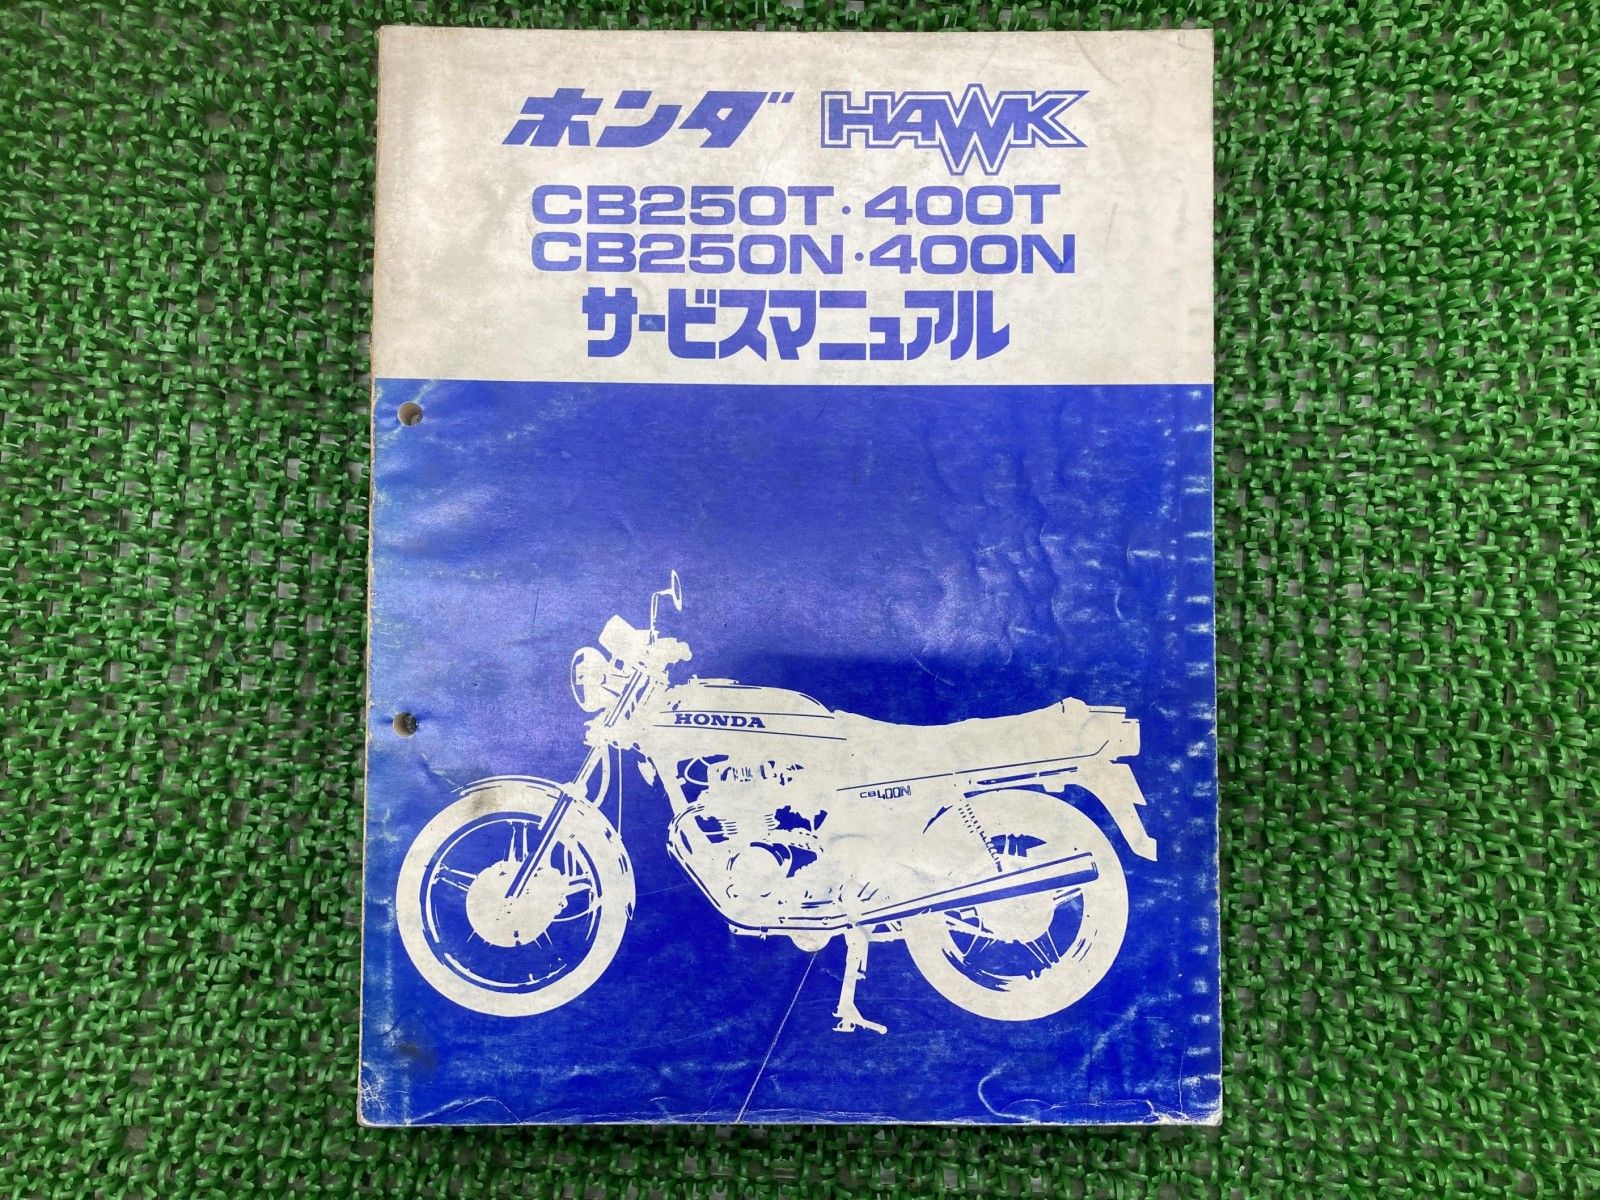 ホンダ HAWK
CB250T・400T
CB250N・400N
サービスマニュアル
HONDA
CB400N